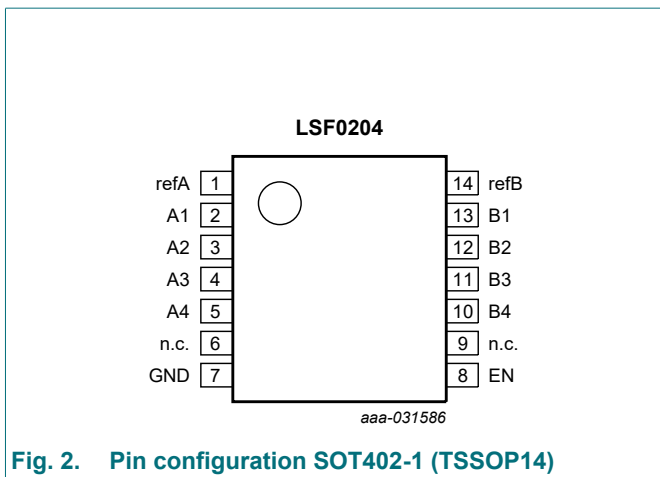 LSF0204
refA 1 14 refB
A1 2 13 B1
A2 3 12 B2
A3 4 11 B3
A4 5 10 B4
n.c. 6 9 n.c.
GND 7 8 EN
aaa-031586
Fig. 2. Pin configuration SOT402-1 (TSSOP14)